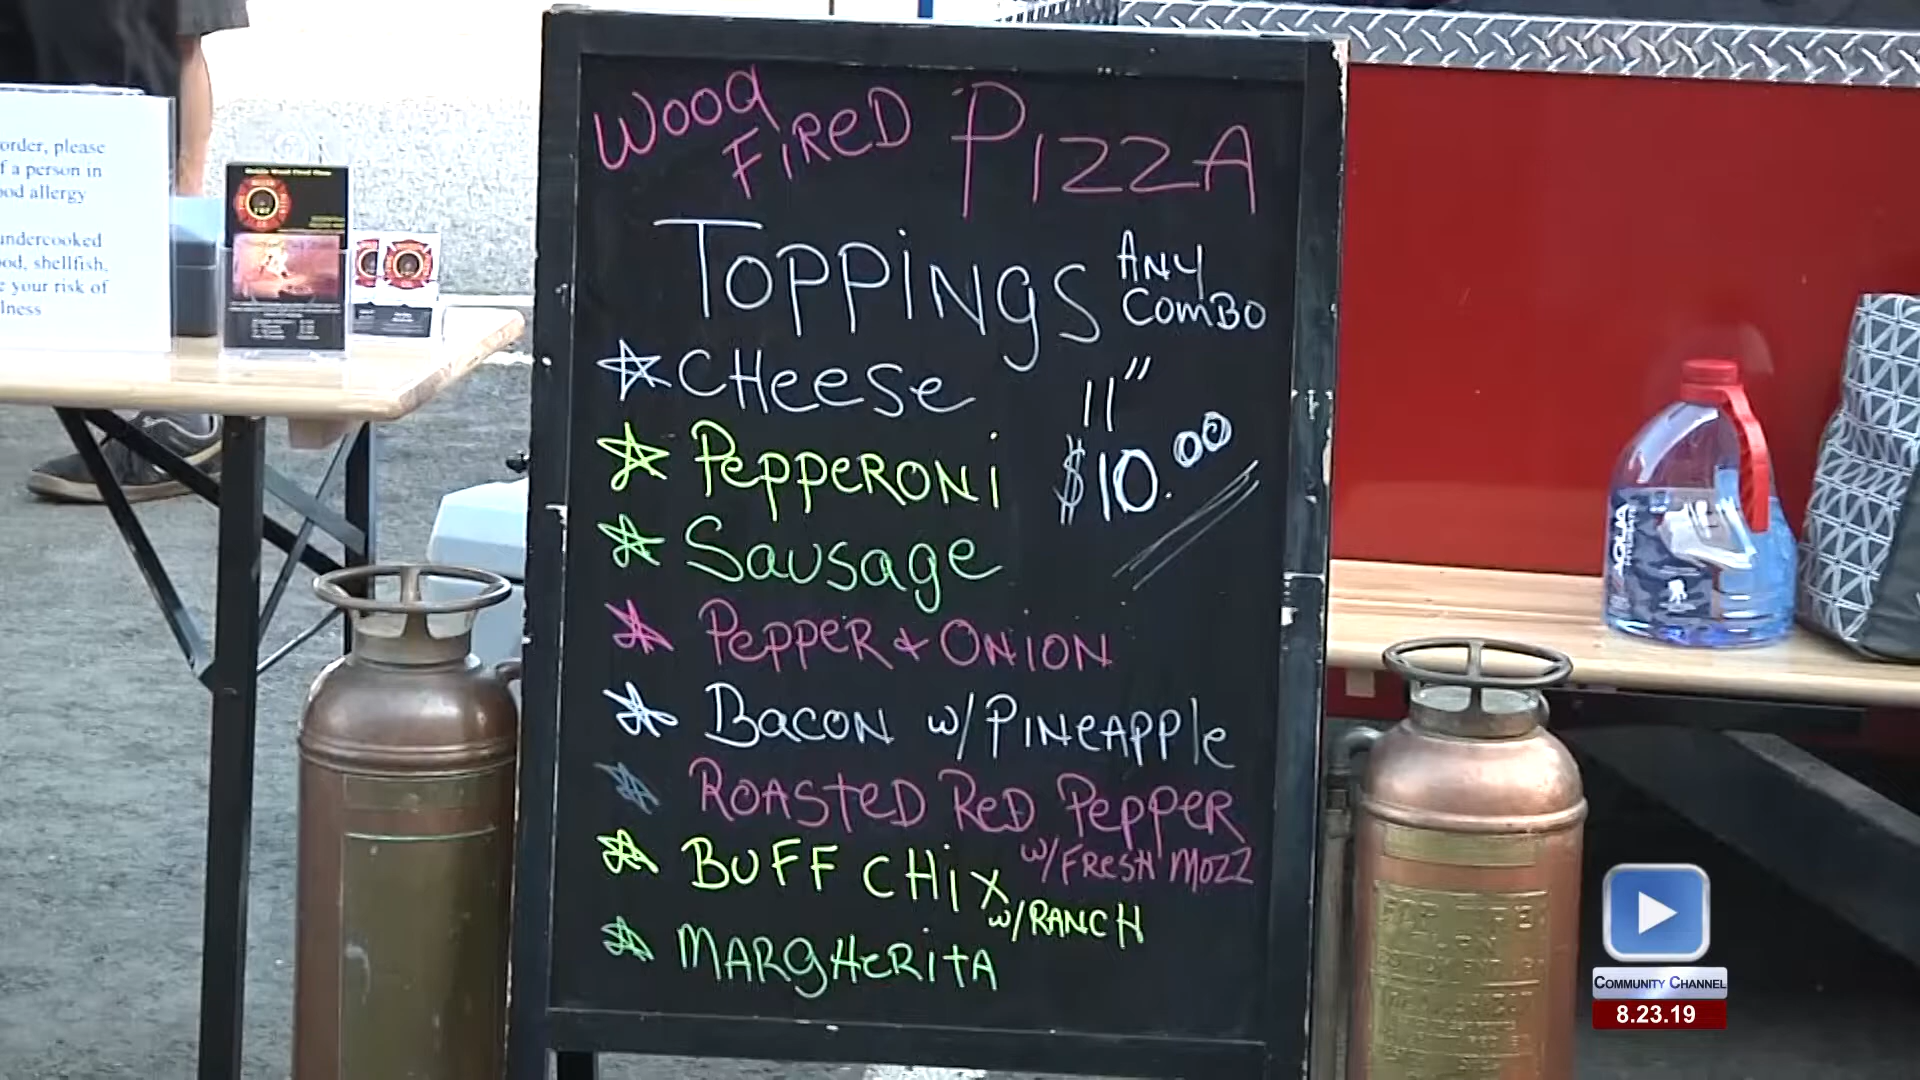 Wood Fired Pizza
Toppings Any Combo
Cheese
11"
$10.00
Pepperoni
Sausage
Pepper & Onion
Bacon w/Pineapple
Roasted Red Pepper
w/Fresh Mozz
Buff Chix
w/Ranch
Margherita
order, please
f a person in
od allergy
undercooked
od, shellfish,
e your risk of
lness
Community Channel
8.23.19